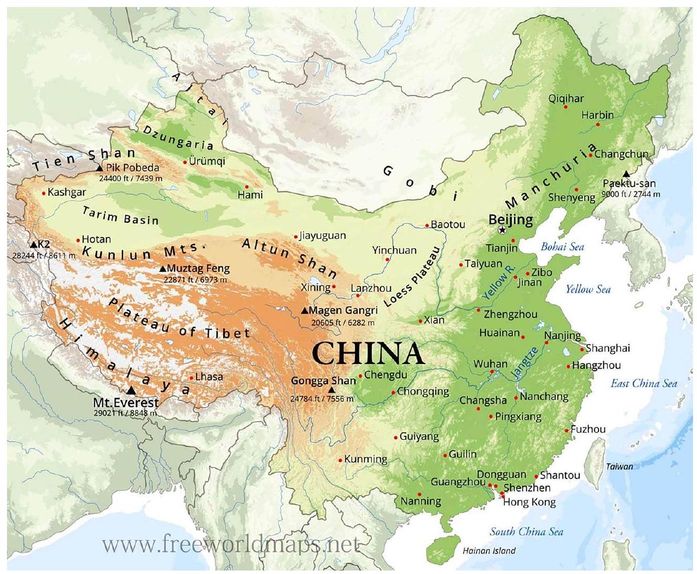 Altai
Dzungaria
Tien Shan
Pik Pobeda
24400 ft / 7439 m
Ürümqi
Hami
Kashgar
Tarim Basin
Hotan
K2
28244 ft / 8611 m
Kunlun Mts.
Altun Shan
Muztag Feng
22871 ft / 6973 m
Plateau of Tibet
Himalaya
Lhasa
Mt.Everest
29021 ft / 8848 m
Gobi
Jiayuguan
Xining
Lanzhou
Yinchuan
Baotou
Loess Plateau
Magen Gangri
20605 ft / 6282 m
Qiqihar
Harbin
Changchun
Manchuria
Paektu-san
9000 ft / 2744 m
Shenyeng
Beijing
Tianjin
Bohai Sea
Taiyuan
Yellow R.
Zibo
Jinan
Yellow Sea
Xian
Zhengzhou
Huainan
Nanjing
Shanghai
Hangzhou
CHINA
Gongga Shan
24784 ft / 7556 m
Chengdu
Chongqing
Wuhan
Jangtze
East China Sea
Changsha
Nanchang
Pingxiang
Guiyang
Fuzhou
Kunming
Guilin
Taiwan
Dongguan
Shantou
Guangzhou
Shenzhen
Nanning
Hong Kong
South China Sea
Hainan Island
www.freeworldmaps.net